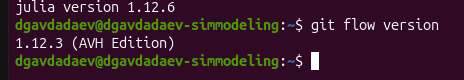 julia version 1.12.6
dgavdadaev@dgavdadaev-simmodeling:~$ git flow version
1.12.3 (AVH Edition)
dgavdadaev@dgavdadaev-simmodeling:~$